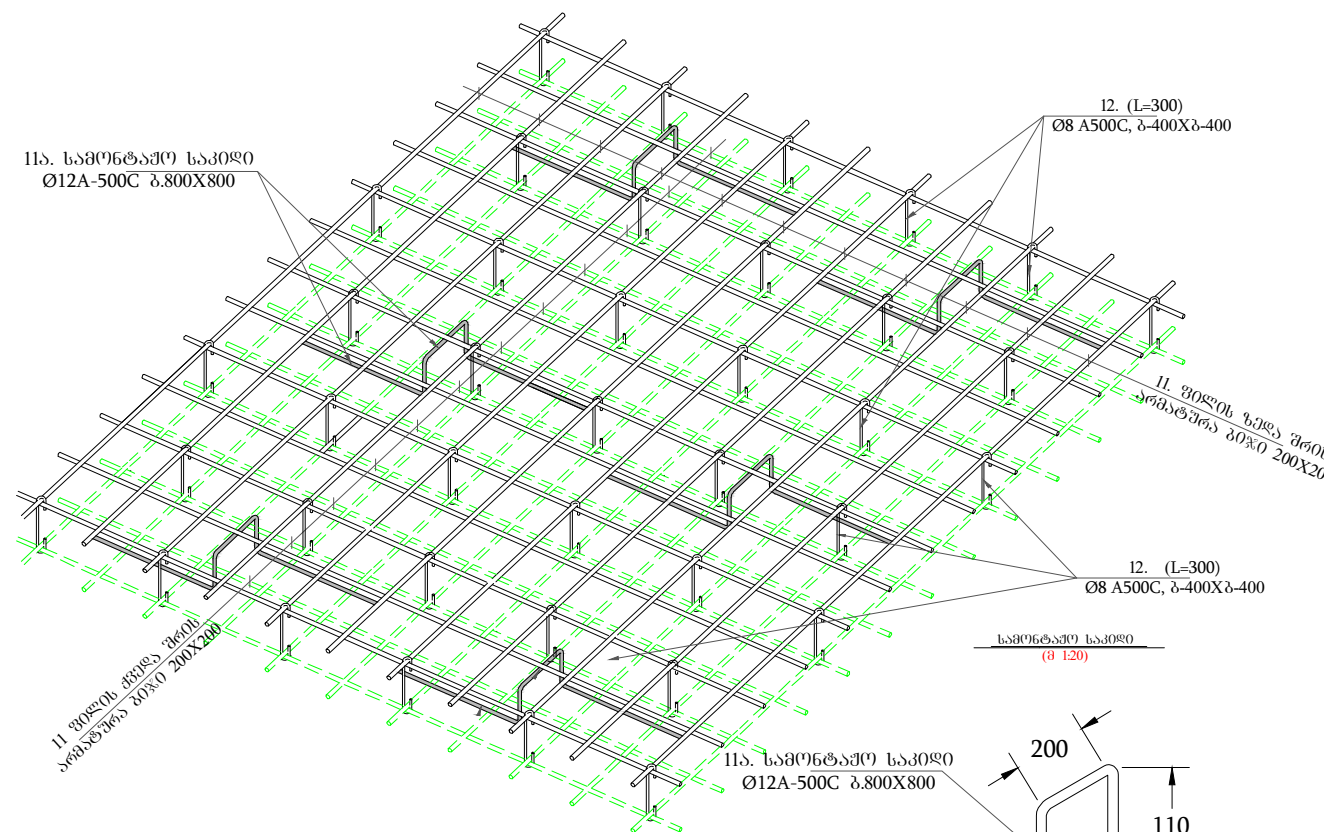 12. (L=300)
Ø8 A500C, ბ-400Xბ-400
11ა. სამონტაჟო საკიდი
Ø12A-500C ბ.800X800
11. ფილის ზედა შრის
არმატურა ბიჯი 200X20
12. (L=300)
Ø8 A500C, ბ-400Xბ-400
სამონტაჟო საკიდი
(მ 1:20)
11 ფილის ქვედა შრის
არმატურა ბიჯი 200X200
11ა. სამონტაჟო საკიდი
Ø12A-500C ბ.800X800
200
110